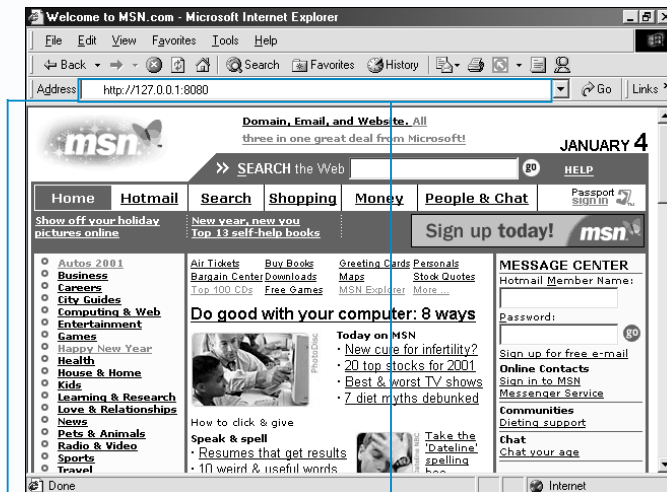 Welcome to MSN.com - Microsoft Internet Explorer
File Edit View Favorites Tools Help
Back Search Favorites History
Address http://127.0.0.1:8080 Go Links
msn
Domain, Email, and Website. All
three in one great deal from Microsoft!
JANUARY 4
SEARCH the Web go HELP
Home Hotmail Search Shopping Money People & Chat Passport sign in
Show off your holiday
pictures online
New year, new you
Top 13 self-help books
Sign up today! msn
Autos 2001
Business
Careers
City Guides
Computing & Web
Entertainment
Games
Happy New Year
Health
House & Home
Kids
Learning & Research
Love & Relationships
News
Pets & Animals
Radio & Video
Sports
Travel
Air Tickets Buy Books Greeting Cards Personals
Bargain Center Downloads Maps Stock Quotes
Top 100 CDs Free Games MSN Explorer More ...
Do good with your computer: 8 ways
PhotoDisc
Today on MSN
· New cure for infertility?
· 20 top stocks for 2001
· Best & worst TV shows
· 7 diet myths debunked
How to click & give
Speak & spell
· Resumes that get results
· 10 weird & useful words
Dateline NBC
Take the
'Dateline'
spelling
bee
MESSAGE CENTER
Hotmail Member Name:
Password:
go
Sign up for free e-mail
Online Contacts
Sign in to MSN
Messenger Service
Communities
Dieting support
Chat
Chat your age
Done Internet